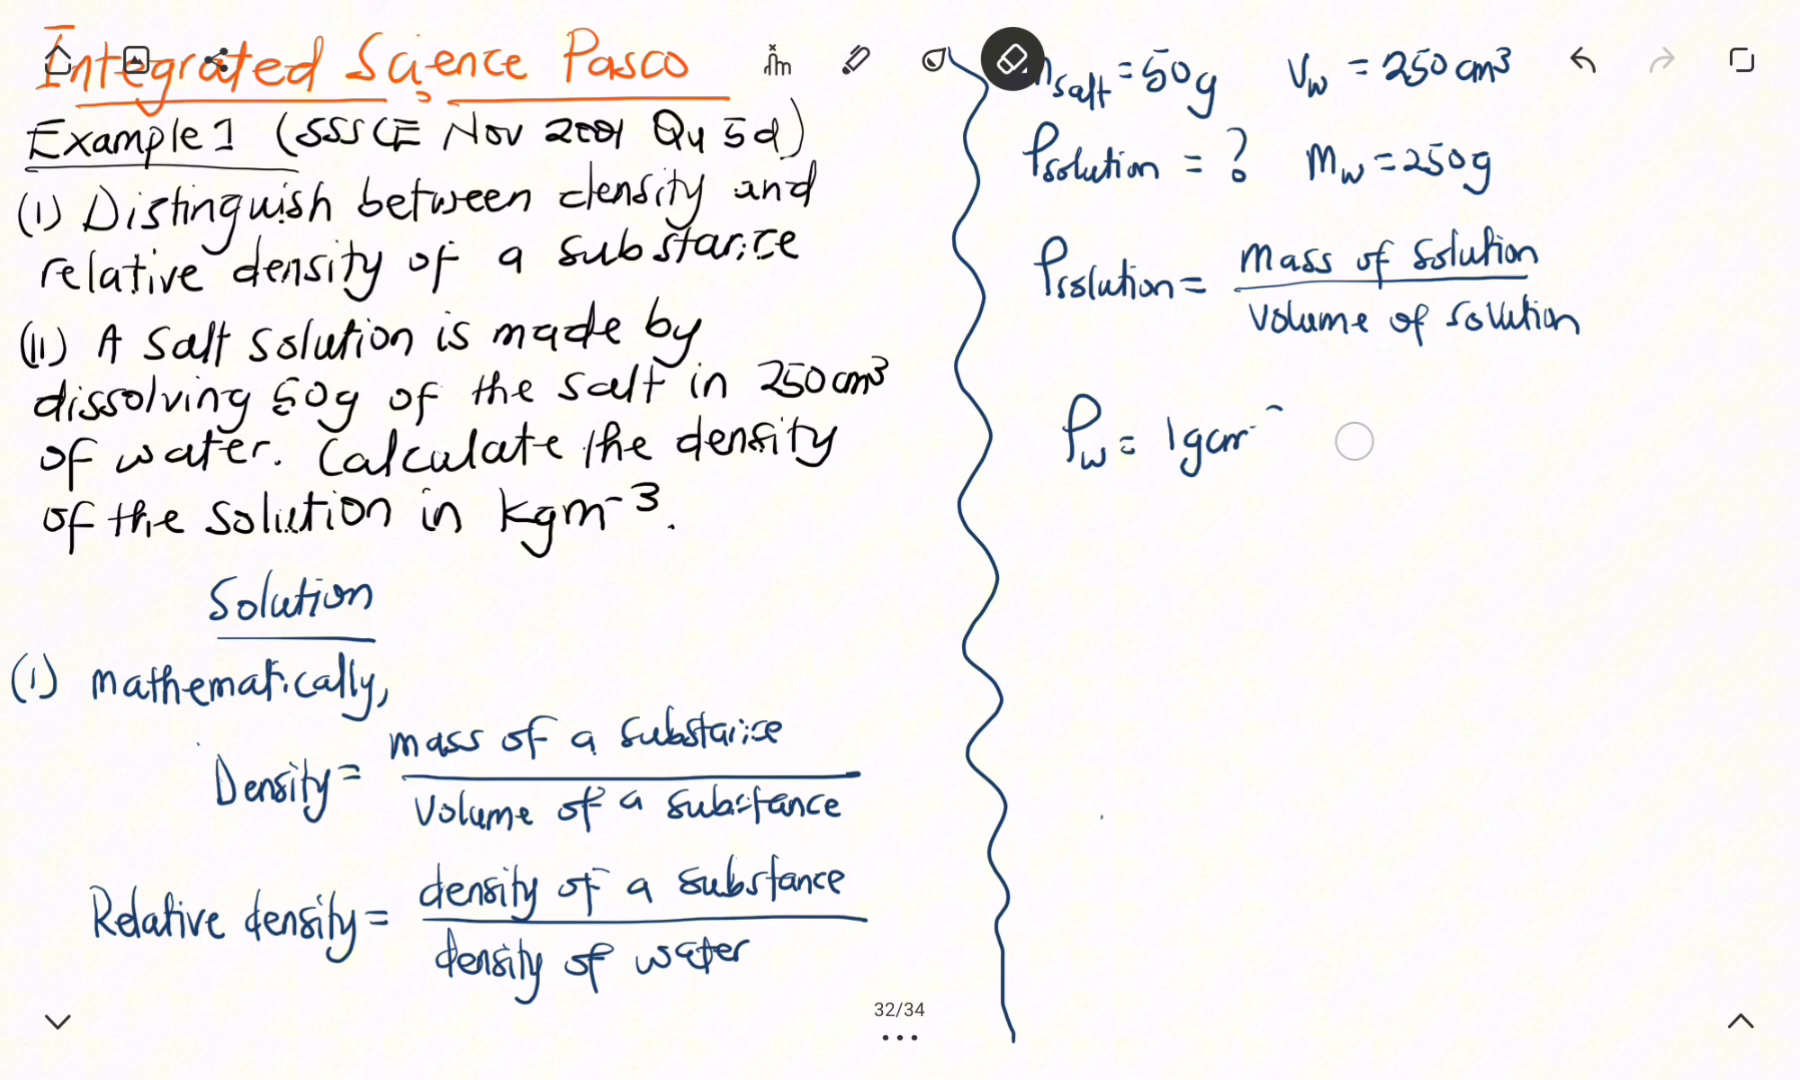 Integrated Science Pasco
Example 1 (SSSCE Nov 2001 Qu 5d)
(i) Distinguish between density and
relative density of a substance
(ii) A salt solution is made by
dissolving 50g of the salt in 250cm³
of water. Calculate the density
of the solution in kgm⁻³.
Solution
(i) mathematically,
Density = mass of a substance
volume of a substance
Relative density = density of a substance
density of water
32/34
m salt = 50g Vw = 250cm³
ρsolution = ? mw = 250g
ρsolution = mass of solution
volume of solution
ρw = 1gcm⁻